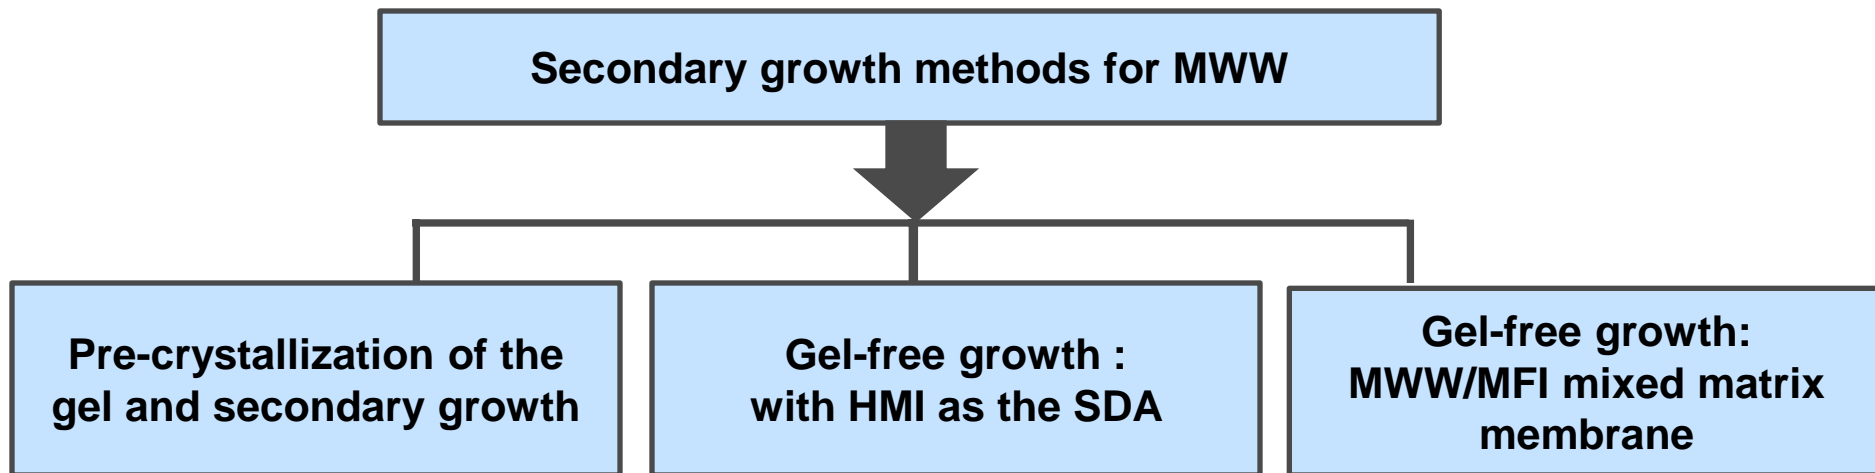 Secondary growth methods for MWW
Pre-crystallization of the
gel and secondary growth
Gel-free growth :
with HMI as the SDA
Gel-free growth:
MWW/MFI mixed matrix
membrane